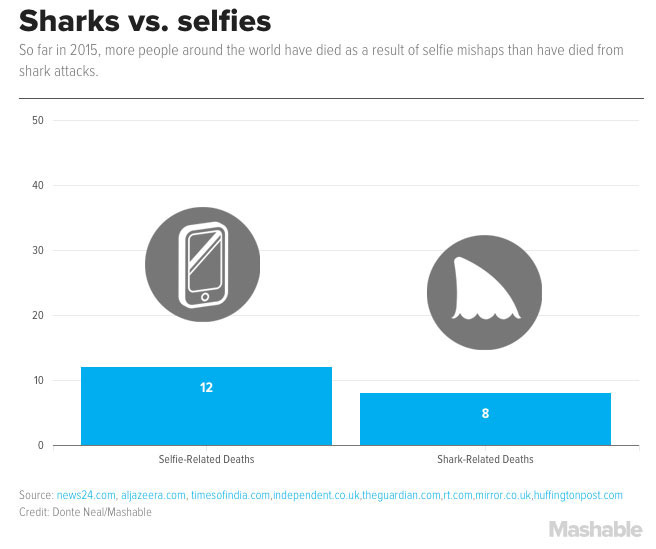 Sharks vs. selfies
So far in 2015, more people around the world have died as a result of selfie mishaps than have died from
shark attacks.
50
40
30
20
10
0
12
8
Selfie-Related Deaths
Shark-Related Deaths
Source: news24.com, aljazeera.com, timesofindia.com,independent.co.uk,theguardian.com,rt.com,mirror.co.uk,huffingtonpost.com
Credit: Donte Neal/Mashable
Mashable